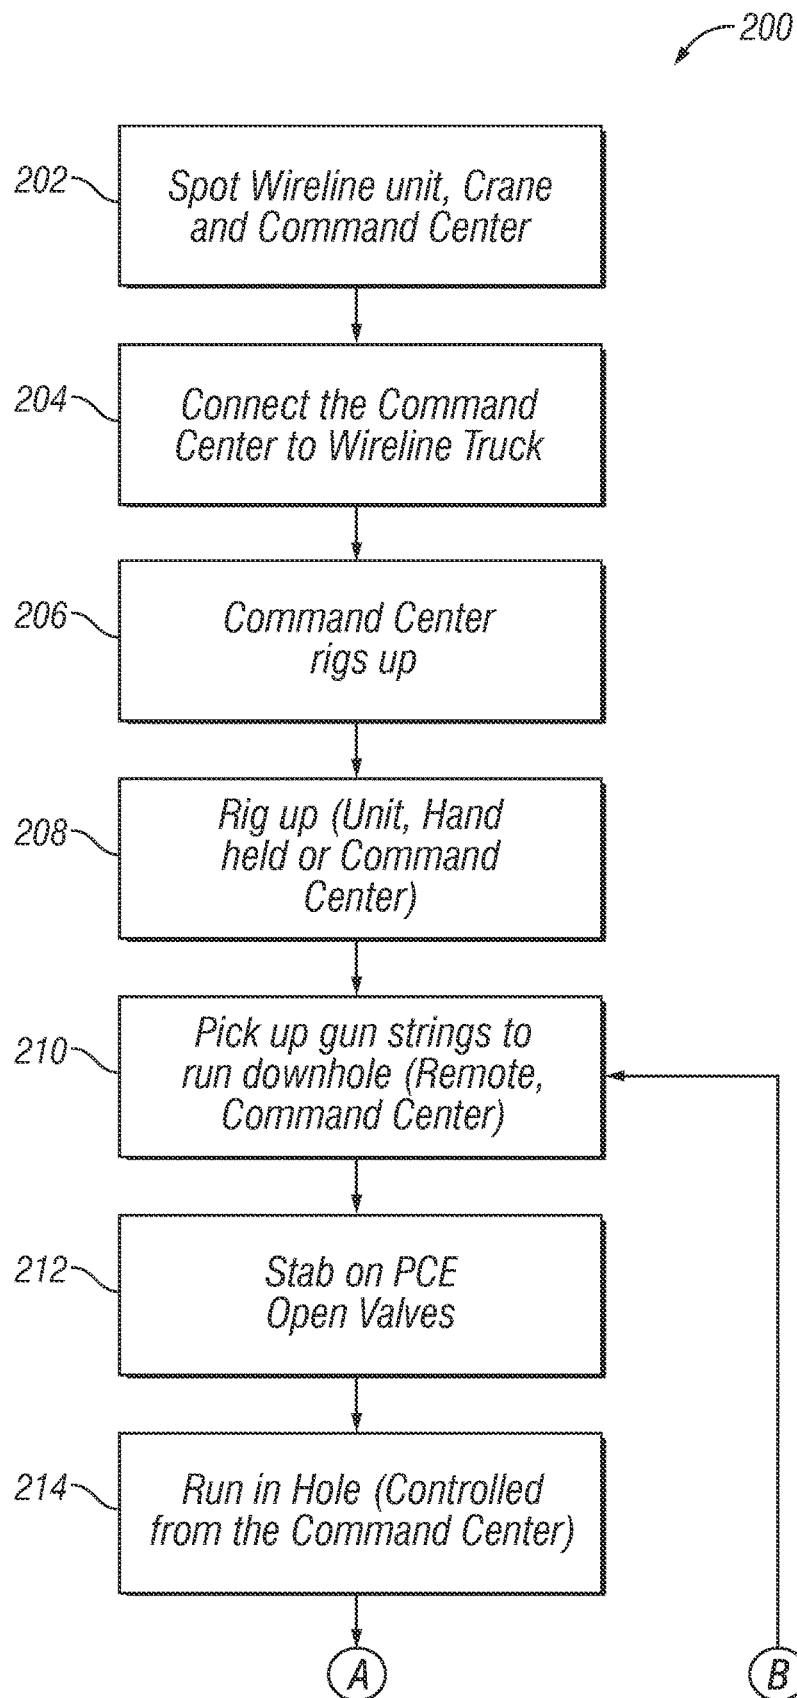 200
202
Spot Wireline unit, Crane
and Command Center
204
Connect the Command
Center to Wireline Truck
206
Command Center
rigs up
208
Rig up (Unit, Hand
held or Command
Center)
210
Pick up gun strings to
run downhole (Remote,
Command Center)
212
Stab on PCE
Open Valves
214
Run in Hole (Controlled
from the Command Center)
A
B